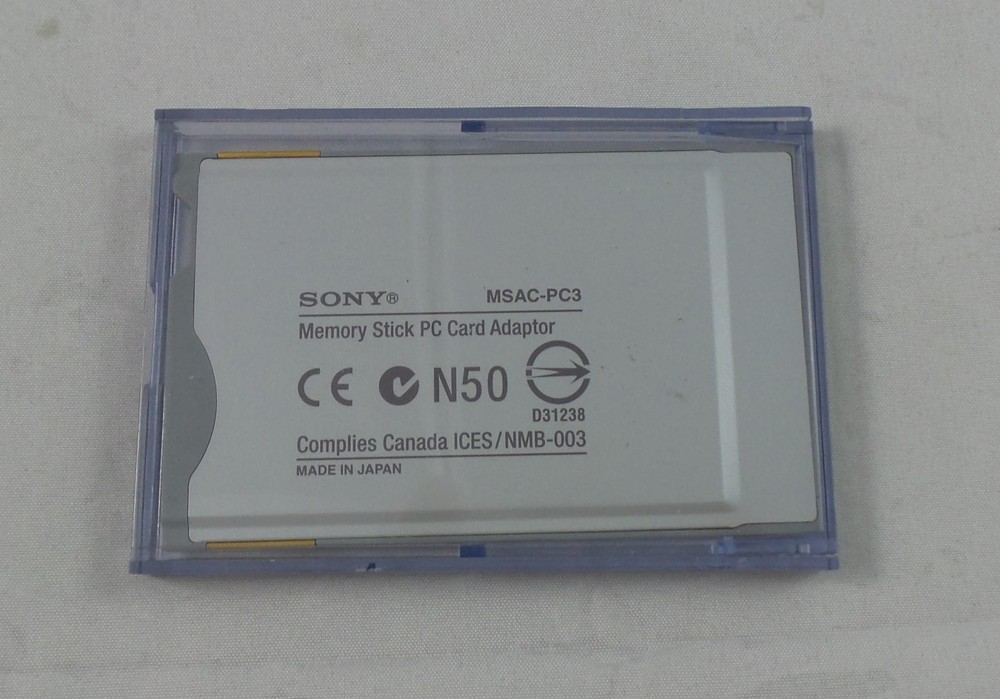 SONY® MSAC-PC3
Memory Stick PC Card Adaptor
CE N50
D31238
Complies Canada ICES/NMB-003
MADE IN JAPAN